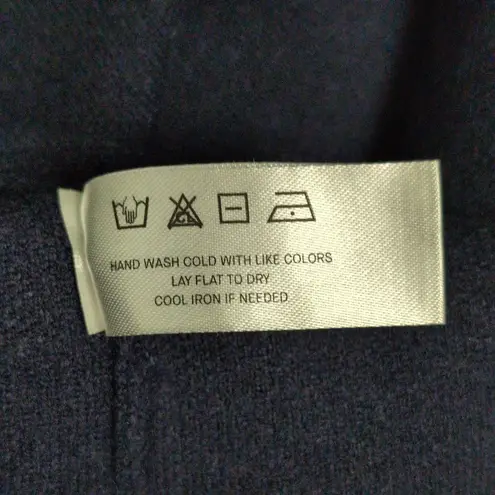 HAND WASH COLD WITH LIKE COLORS
LAY FLAT TO DRY
COOL IRON IF NEEDED